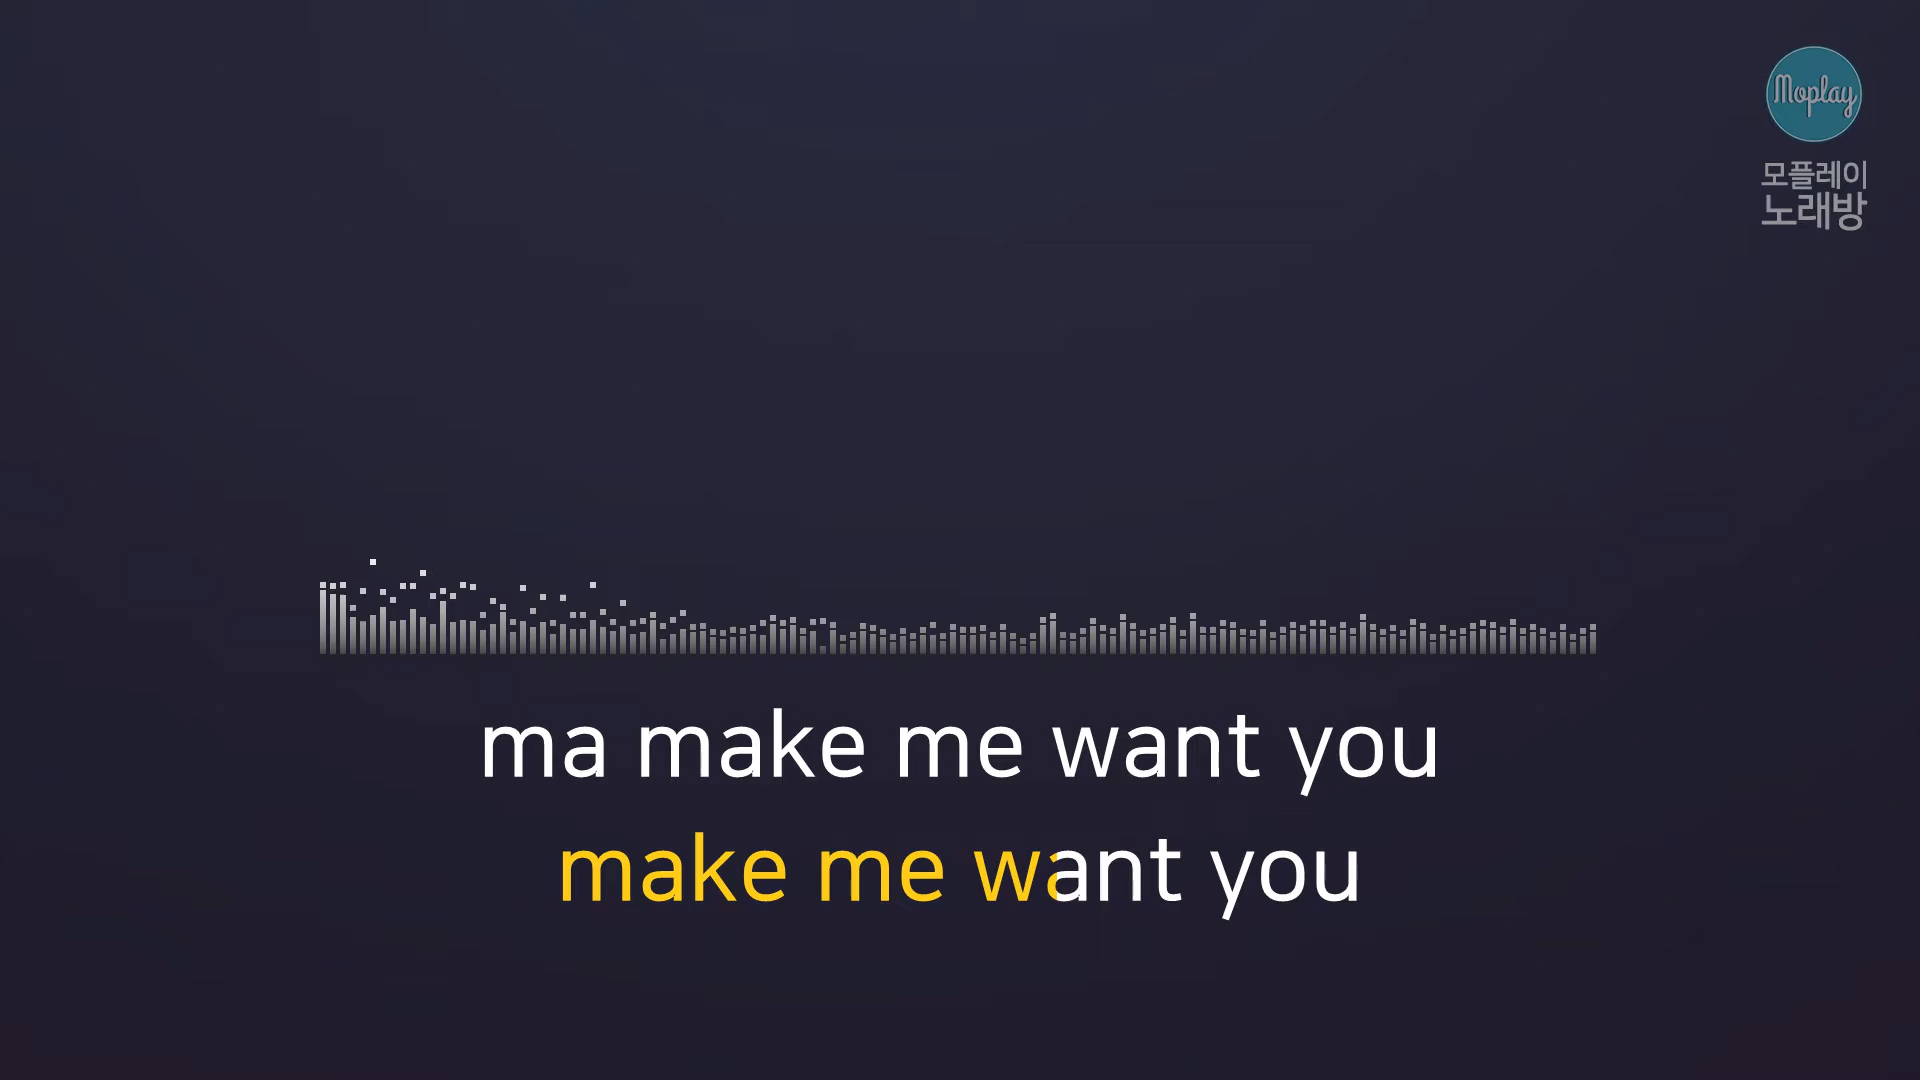 Moplay
모플레이
노래방
ma make me want you
make me want you